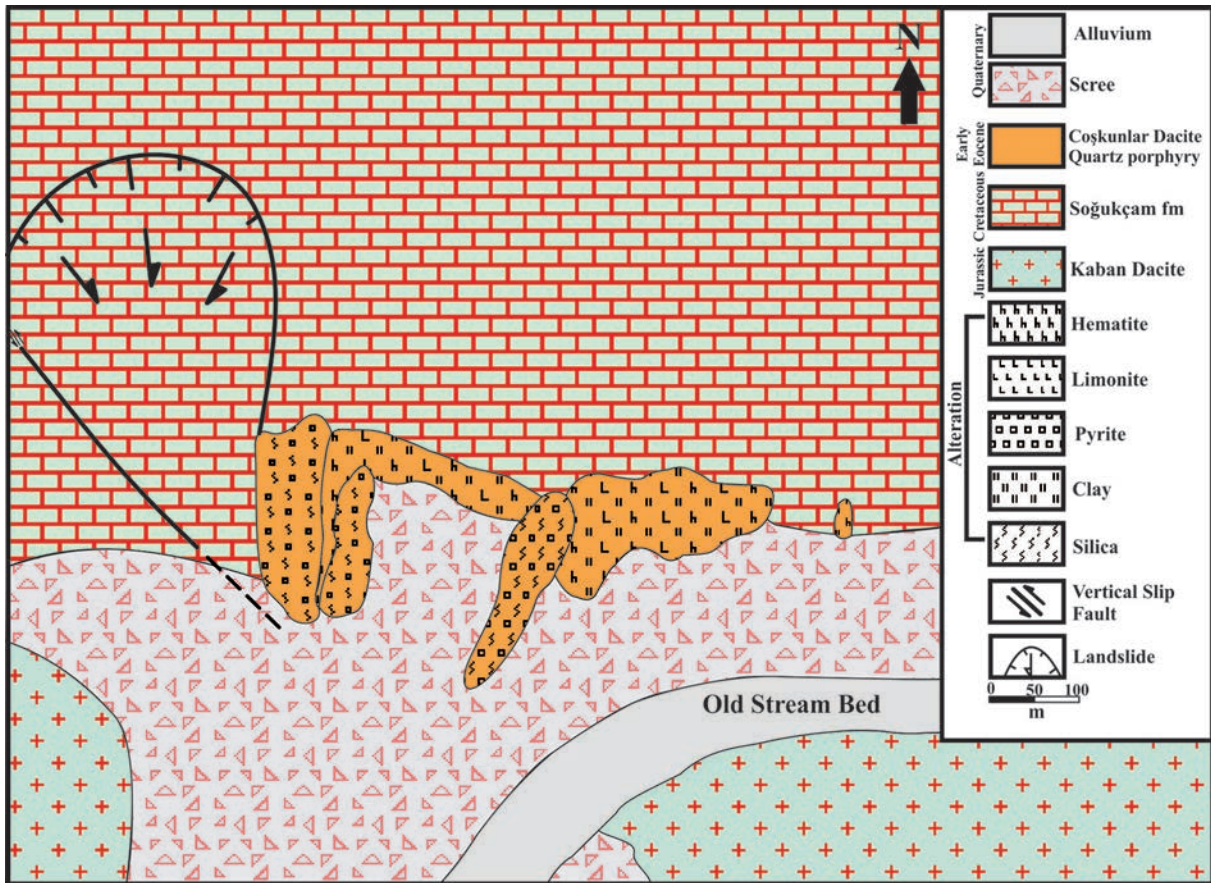 N
Old Stream Bed
Quaternary
Alluvium
Scree
Early
Eocene
Coşkunlar Dacite
Quartz porphyry
Cretaceous
Soğukçam fm
Jurassic
Kaban Dacite
Alteration
Hematite
Limonite
Pyrite
Clay
Silica
Vertical Slip
Fault
Landslide
0 50 100
m